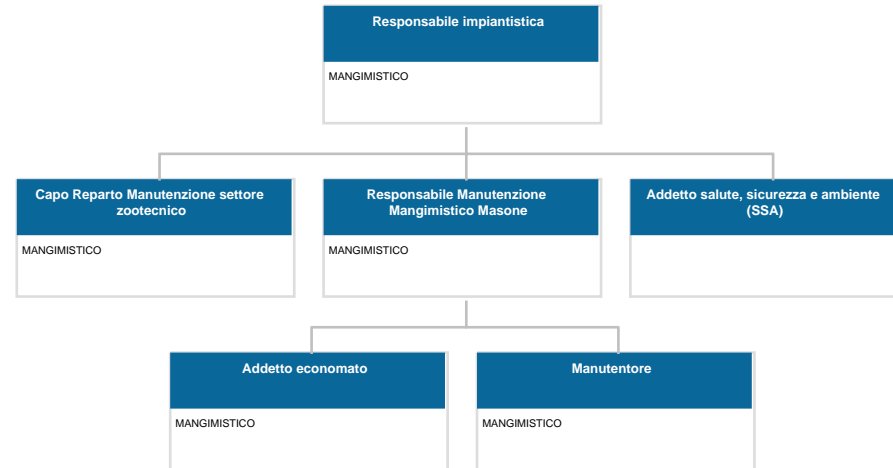 Responsabile impiantistica
MANGIMISTICO
Capo Reparto Manutenzione settore
zootecnico
MANGIMISTICO
Responsabile Manutenzione
Mangimistico Masone
MANGIMISTICO
Addetto salute, sicurezza e ambiente
(SSA)
Addetto economato
MANGIMISTICO
Manutentore
MANGIMISTICO